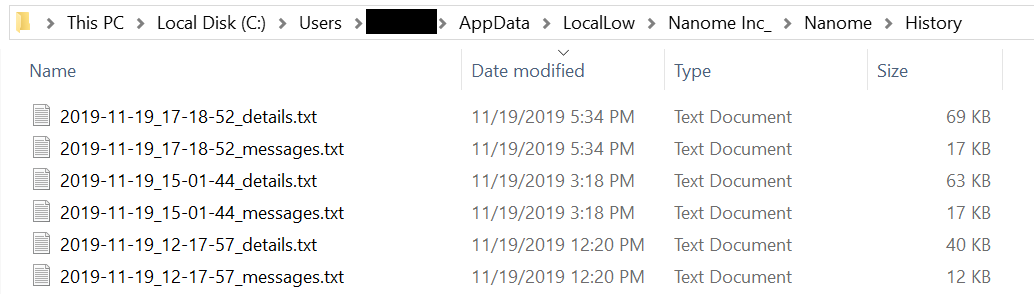 This PC > Local Disk (C:) > Users > > AppData > LocalLow > Nanome Inc_ > Nanome > History
Name Date modified Type Size
2019-11-19_17-18-52_details.txt 11/19/2019 5:34 PM Text Document 69 KB
2019-11-19_17-18-52_messages.txt 11/19/2019 5:34 PM Text Document 17 KB
2019-11-19_15-01-44_details.txt 11/19/2019 3:18 PM Text Document 63 KB
2019-11-19_15-01-44_messages.txt 11/19/2019 3:18 PM Text Document 17 KB
2019-11-19_12-17-57_details.txt 11/19/2019 12:20 PM Text Document 40 KB
2019-11-19_12-17-57_messages.txt 11/19/2019 12:20 PM Text Document 12 KB